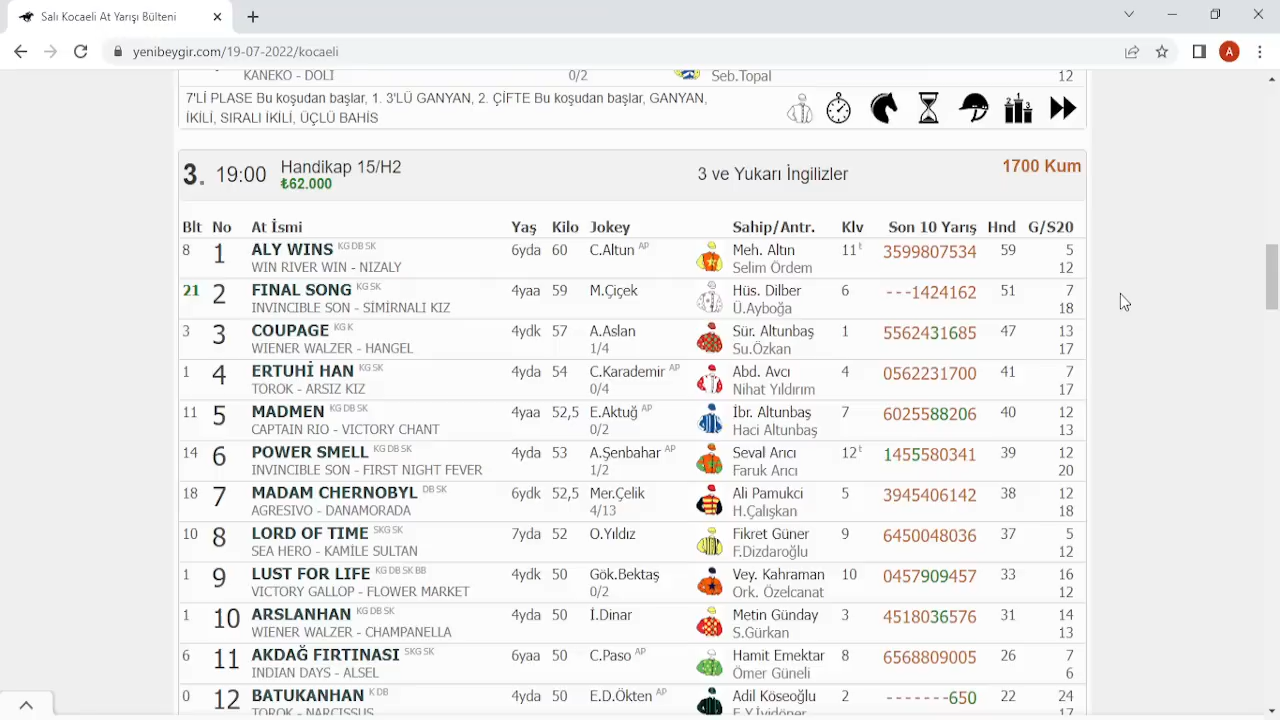 Salı Kocaeli At Yarışı Bülteni
yenibeygir.com/19-07-2022/kocaeli
A
KANEKO - DOLI 0/2 Seb.Topal 12
7'Lİ PLASE Bu koşudan başlar, 1. 3'LÜ GANYAN, 2. ÇİFTE Bu koşudan başlar, GANYAN,
İKİLİ, SIRALI İKİLİ, ÜÇLÜ BAHİS
3. 19:00 Handikap 15/H2 3 ve Yukarı İngilizler 1700 Kum
₺62.000
Blt No At İsmi Yaş Kilo Jokey Sahip/Antr. Klv Son 10 Yarış Hnd G/S20
8 1 ALY WINS KG DB SK 6yda 60 C.Altun AP Meh. Altın 11t 3599807534 59 5
WIN RIVER WIN - NIZALY Selim Ördem 12
21 2 FINAL SONG KG SK 4yaa 59 M.Çiçek Hüs. Dilber 6 ---1424162 51 7
INVINCIBLE SON - SİMİRNALI KIZ Ü.Ayboğa 18
3 3 COUPAGE KG K 4ydk 57 A.Aslan Sür. Altunbaş 1 5562431685 47 13
WIENER WALZER - HANGEL 1/4 Su.Özkan 17
1 4 ERTUHİ HAN KG SK 4yda 54 C.Karademir AP Abd. Avcı 4 0562231700 41 7
TOROK - ARSIZ KIZ 0/4 Nihat Yıldırım 17
11 5 MADMEN KG DB SK 4yaa 52,5 E.Aktuğ AP İbr. Altunbaş 7 6025588206 40 12
CAPTAIN RIO - VICTORY CHANT 0/2 Haci Altunbaş 13
14 6 POWER SMELL KG DB SK 4yda 53 A.Şenbahar AP Seval Arıcı 12t 1455580341 39 12
INVINCIBLE SON - FIRST NIGHT FEVER 1/2 Faruk Arıcı 20
18 7 MADAM CHERNOBYL DB SK 6ydk 52,5 Mer.Çelik Ali Pamukci 5 3945406142 38 12
AGRESIVO - DANAMORADA 4/13 H.Çalışkan 18
10 8 LORD OF TIME SKG SK 7yda 52 O.Yıldız Fikret Güner 9 6450048036 37 5
SEA HERO - KAMİLE SULTAN F.Dizdaroğlu 12
1 9 LUST FOR LIFE KG DB SK BB 4ydk 50 Gök.Bektaş Vey. Kahraman 10 0457909457 33 16
VICTORY GALLOP - FLOWER MARKET 0/2 Ork. Özelcanat 12
1 10 ARSLANHAN KG DB SK 4yda 50 İ.Dinar Metin Günday 3 4518036576 31 14
WIENER WALZER - CHAMPANELLA S.Gürkan 13
6 11 AKDAĞ FIRTINASI SKG SK 6yaa 50 C.Paso AP Hamit Emektar 8 6568809005 26 7
INDIAN DAYS - ALSEL Ömer Güneli 6
0 12 BATUKANHAN K DB 4yda 50 E.D.Ökten AP Adil Köseoğlu 2 -------650 22 24
TOROK - NARCISSUS E.Y.İyidöner 17